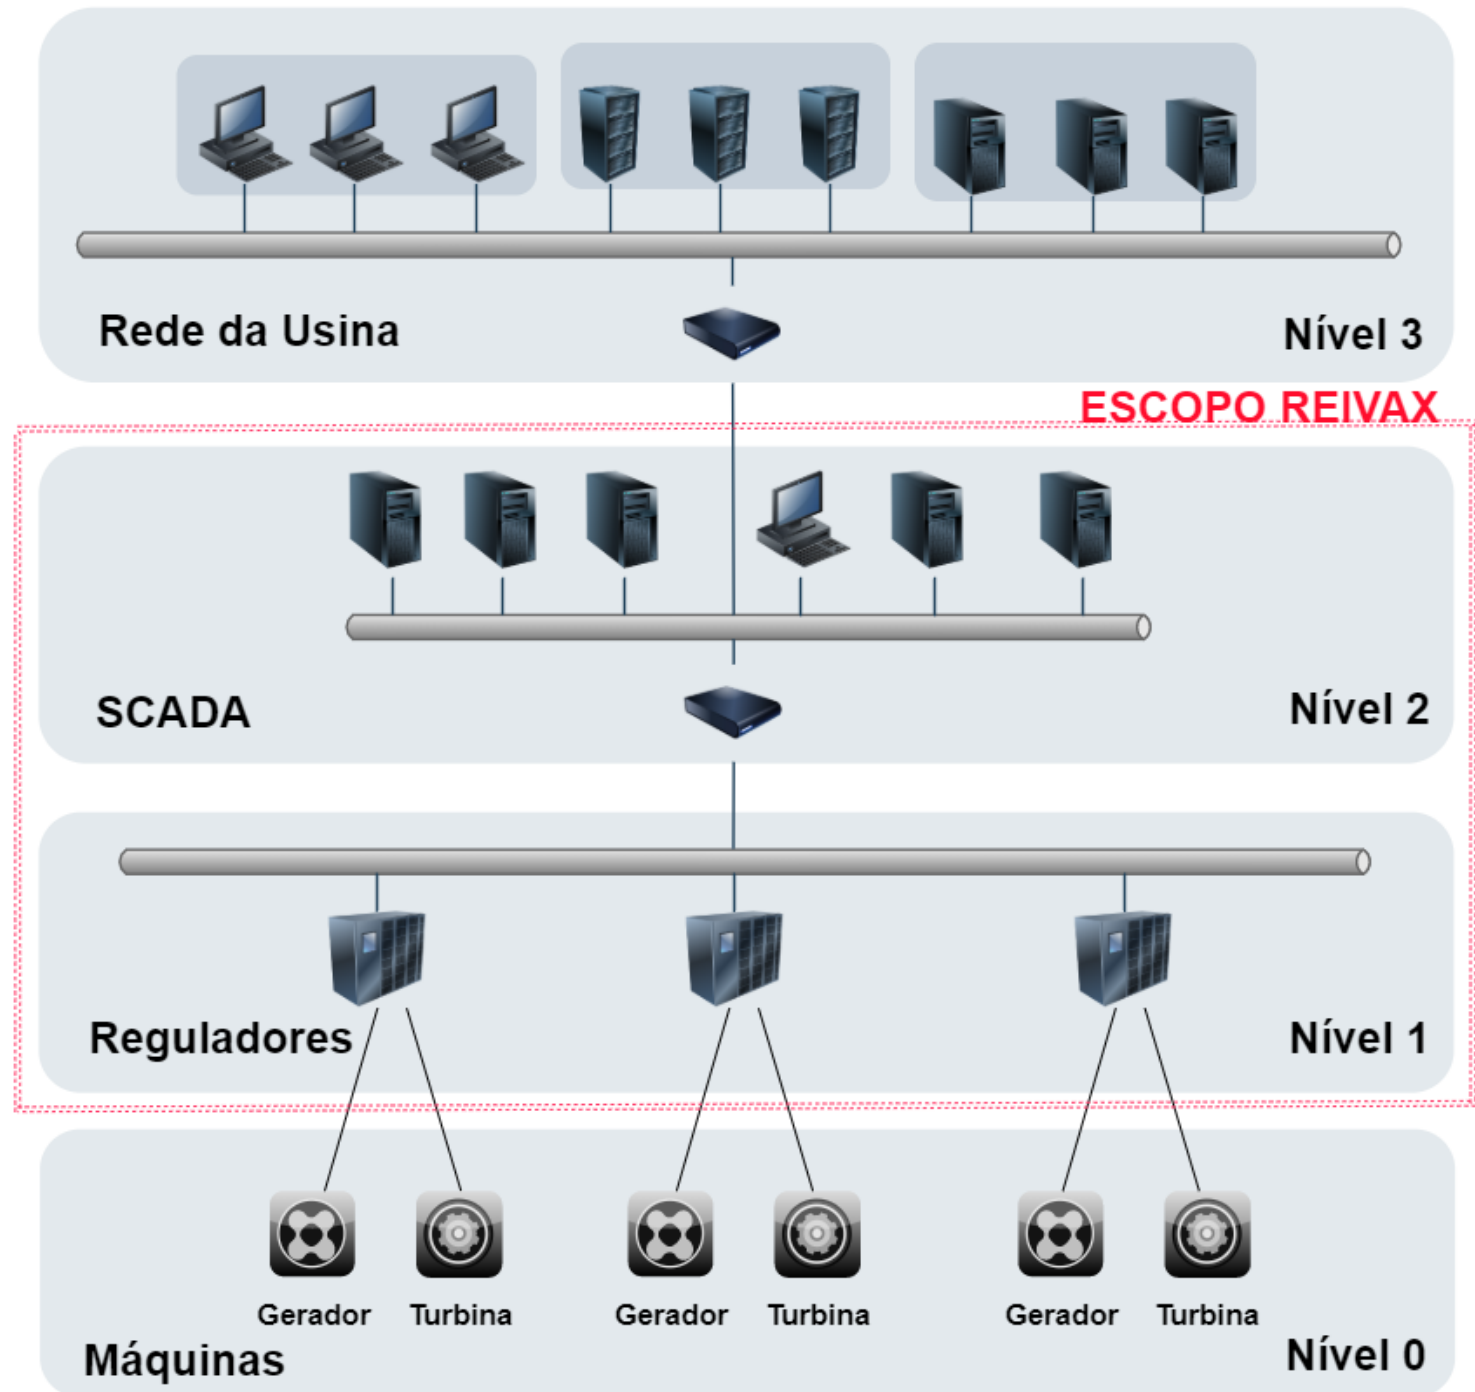 Rede da Usina
Nível 3
ESCOPO REIVAX
SCADA
Nível 2
Reguladores
Nível 1
Gerador
Turbina
Gerador
Turbina
Gerador
Turbina
Máquinas
Nível 0